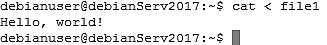 debianuser@debianServ2017:~$ cat < file1
Hello, world!
debianuser@debianServ2017:~$